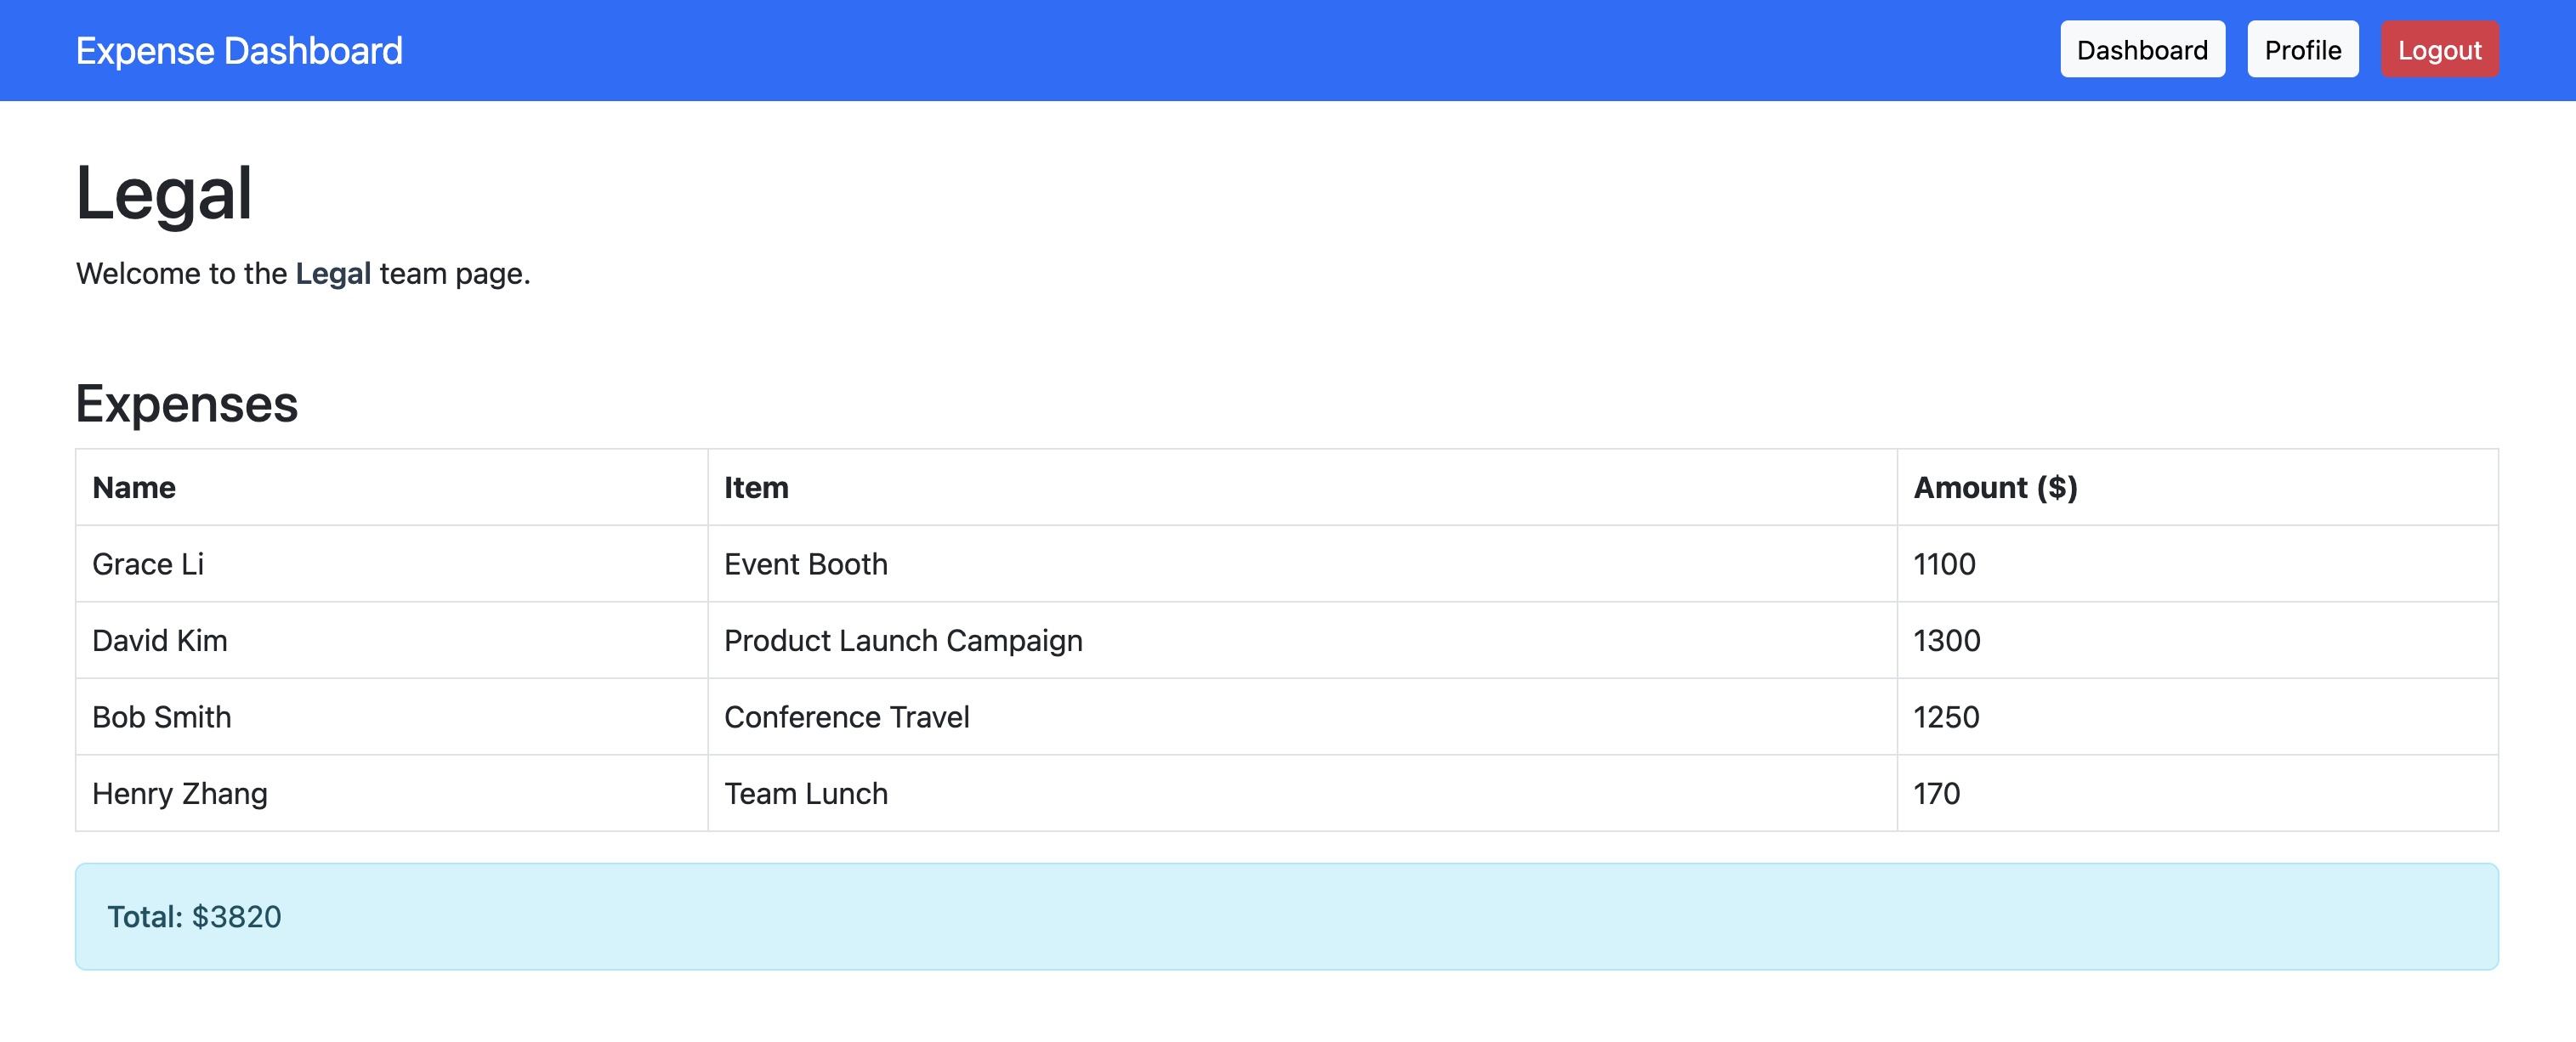 Expense Dashboard Dashboard Profile Logout
Legal
Welcome to the Legal team page.
Expenses
Name Item Amount ($)
Grace Li Event Booth 1100
David Kim Product Launch Campaign 1300
Bob Smith Conference Travel 1250
Henry Zhang Team Lunch 170
Total: $3820